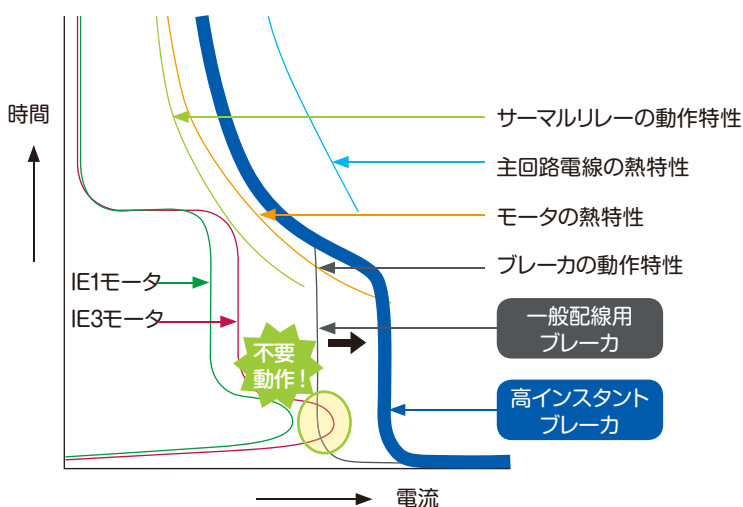 時間
サーマルリレーの動作特性
主回路電線の熱特性
モータの熱特性
ブレーカの動作特性
IE1モータ
IE3モータ
一般配線用
ブレーカ
不要
動作!
高インスタント
ブレーカ
電流